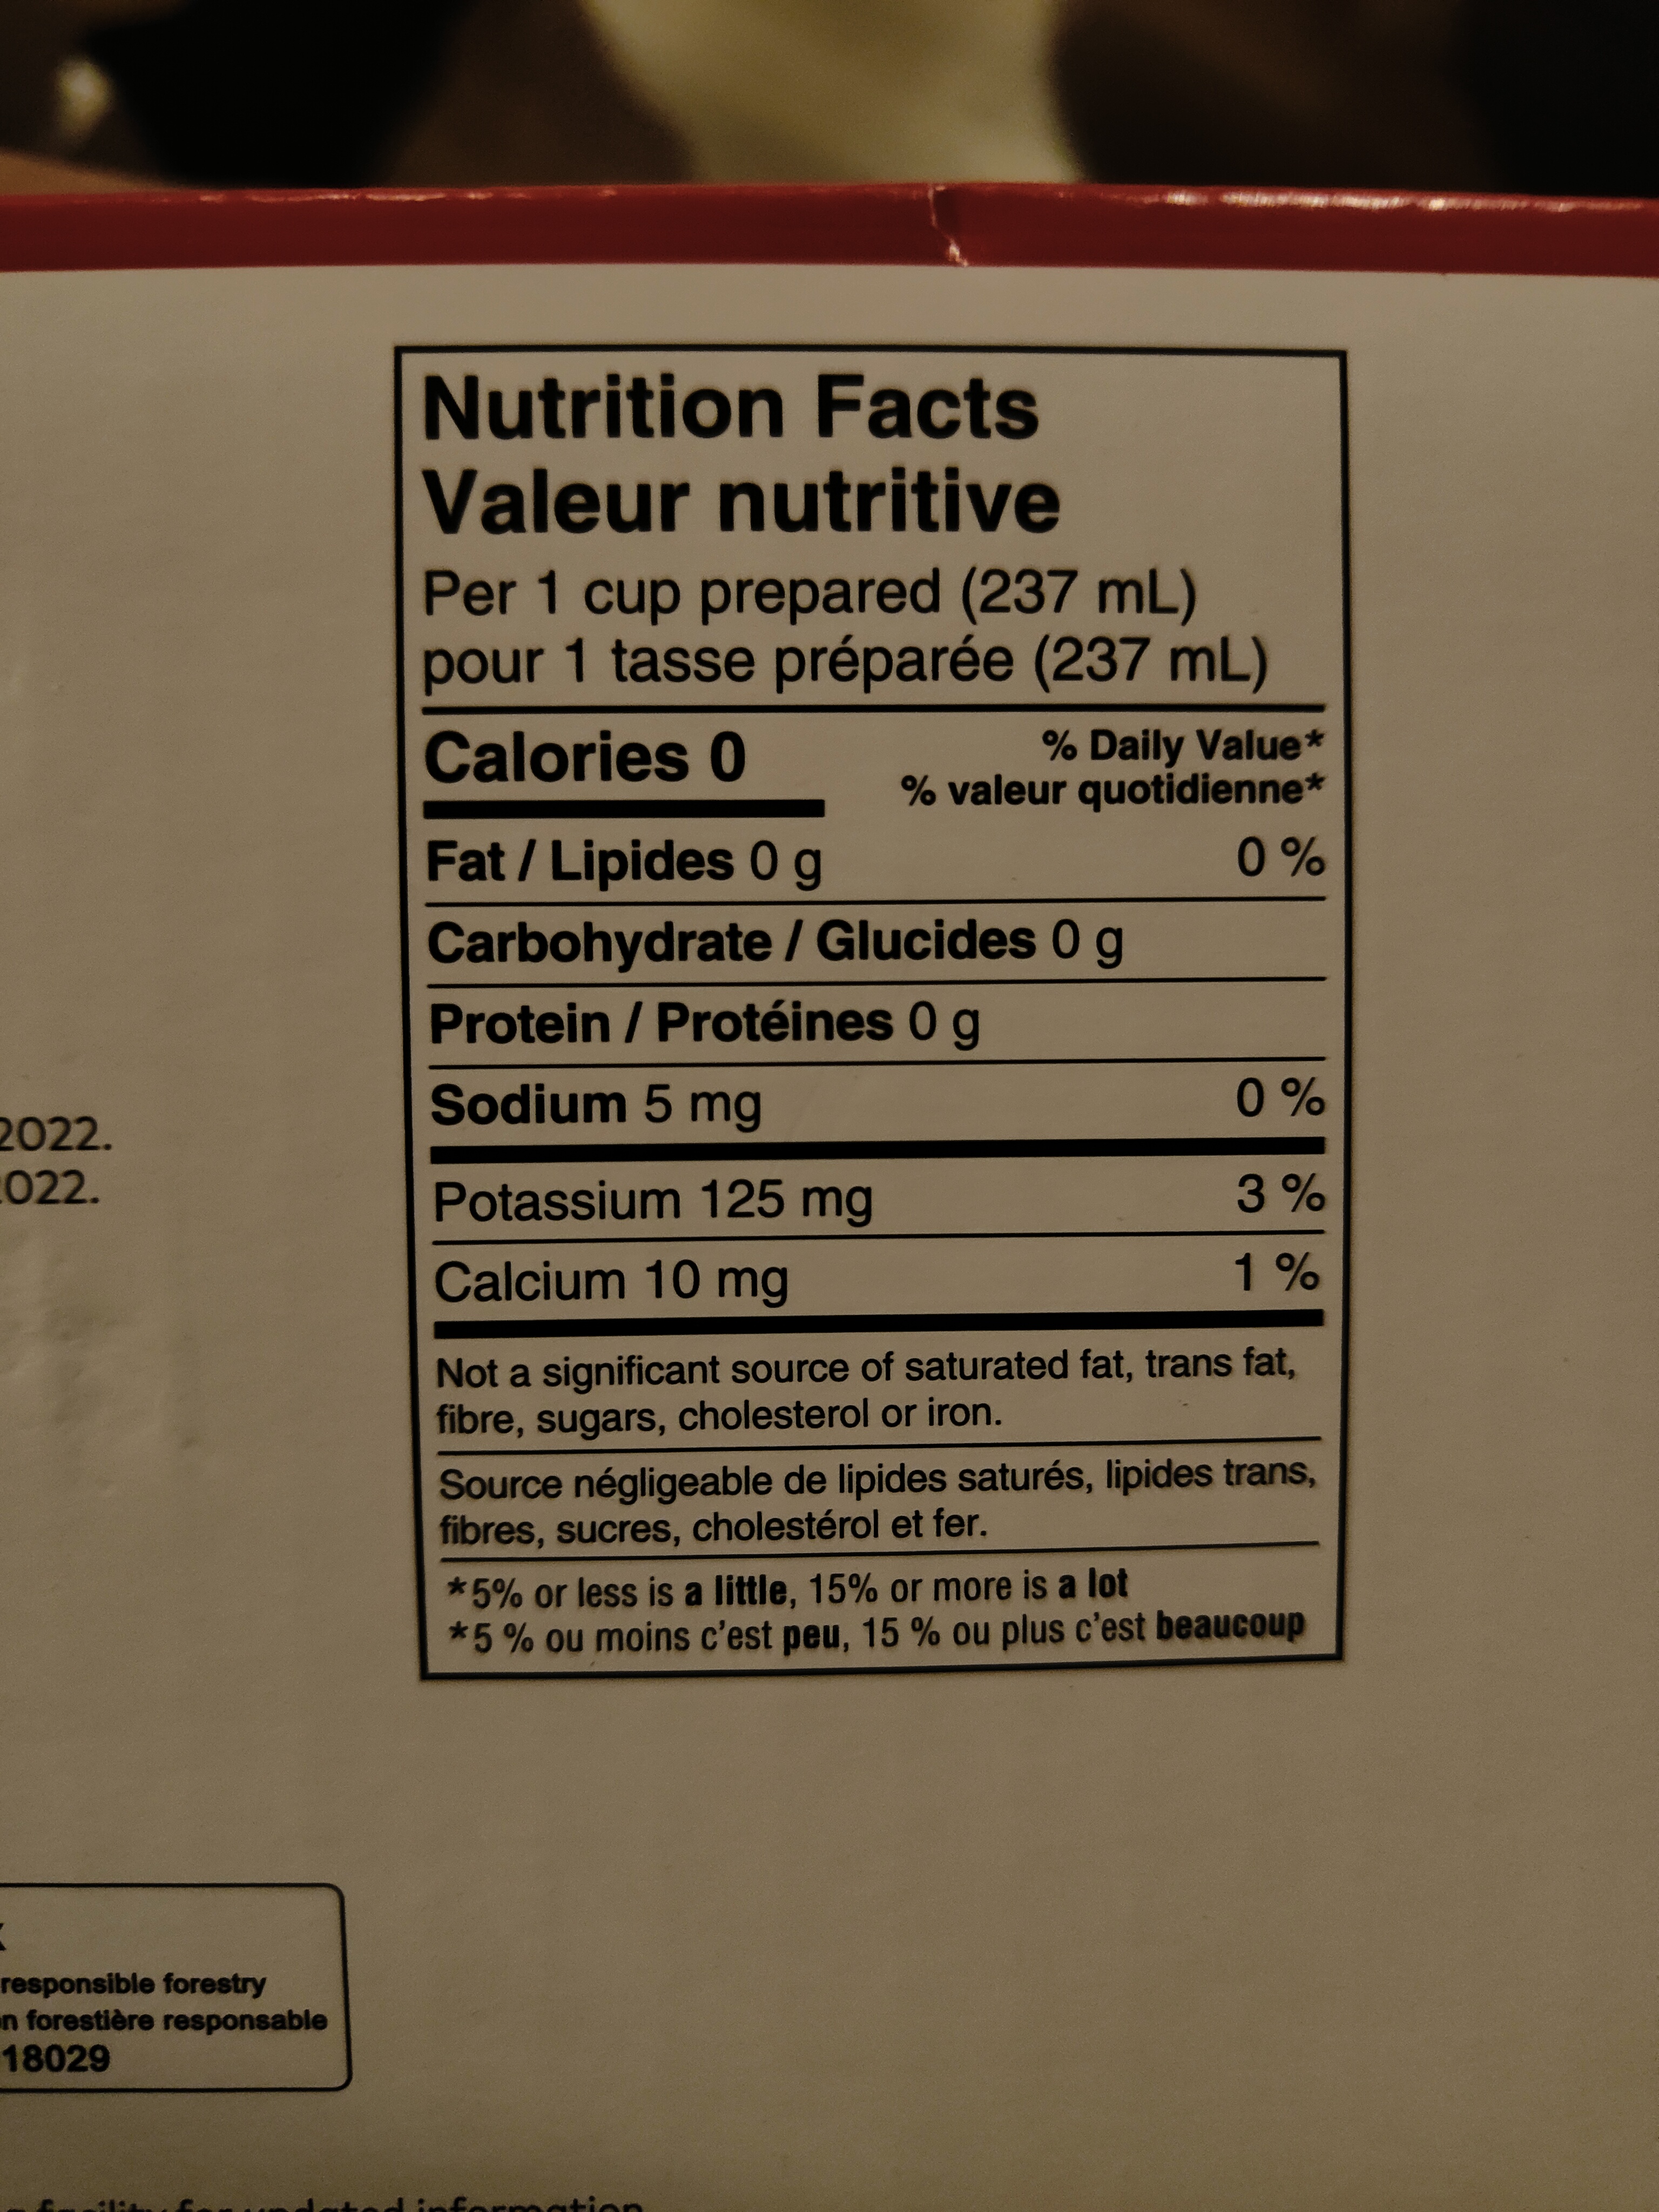 Nutrition Facts
Valeur nutritive
Per 1 cup prepared (237 mL)
pour 1 tasse préparée (237 mL)
Calories 0
% Daily Value*
% valeur quotidienne*
Fat / Lipides 0 g 0 %
Carbohydrate / Glucides 0 g
Protein / Protéines 0 g
Sodium 5 mg 0 %
Potassium 125 mg 3 %
Calcium 10 mg 1 %
Not a significant source of saturated fat, trans fat,
fibre, sugars, cholesterol or iron.
Source négligeable de lipides saturés, lipides trans,
fibres, sucres, cholestérol et fer.
*5% or less is a little, 15% or more is a lot
*5 % ou moins c'est peu, 15 % ou plus c'est beaucoup
2022.
022.
responsible forestry
n forestière responsable
18029
facility for updated information